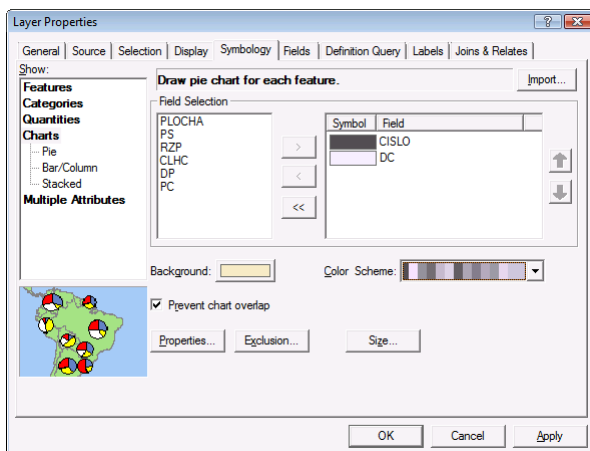 Layer Properties
General Source Selection Display Symbology Fields Definition Query Labels Joins & Relates
Show:
Features
Categories
Quantities
Charts
Pie
Bar/Column
Stacked
Multiple Attributes
Draw pie chart for each feature.
Import...
Field Selection
PLOCHA
PS
RZP
CLHC
DP
PC
>
<
<<
Symbol Field
CISLO
DC
Background:
Color Scheme:
Prevent chart overlap
Properties... Exclusion... Size...
OK Cancel Apply